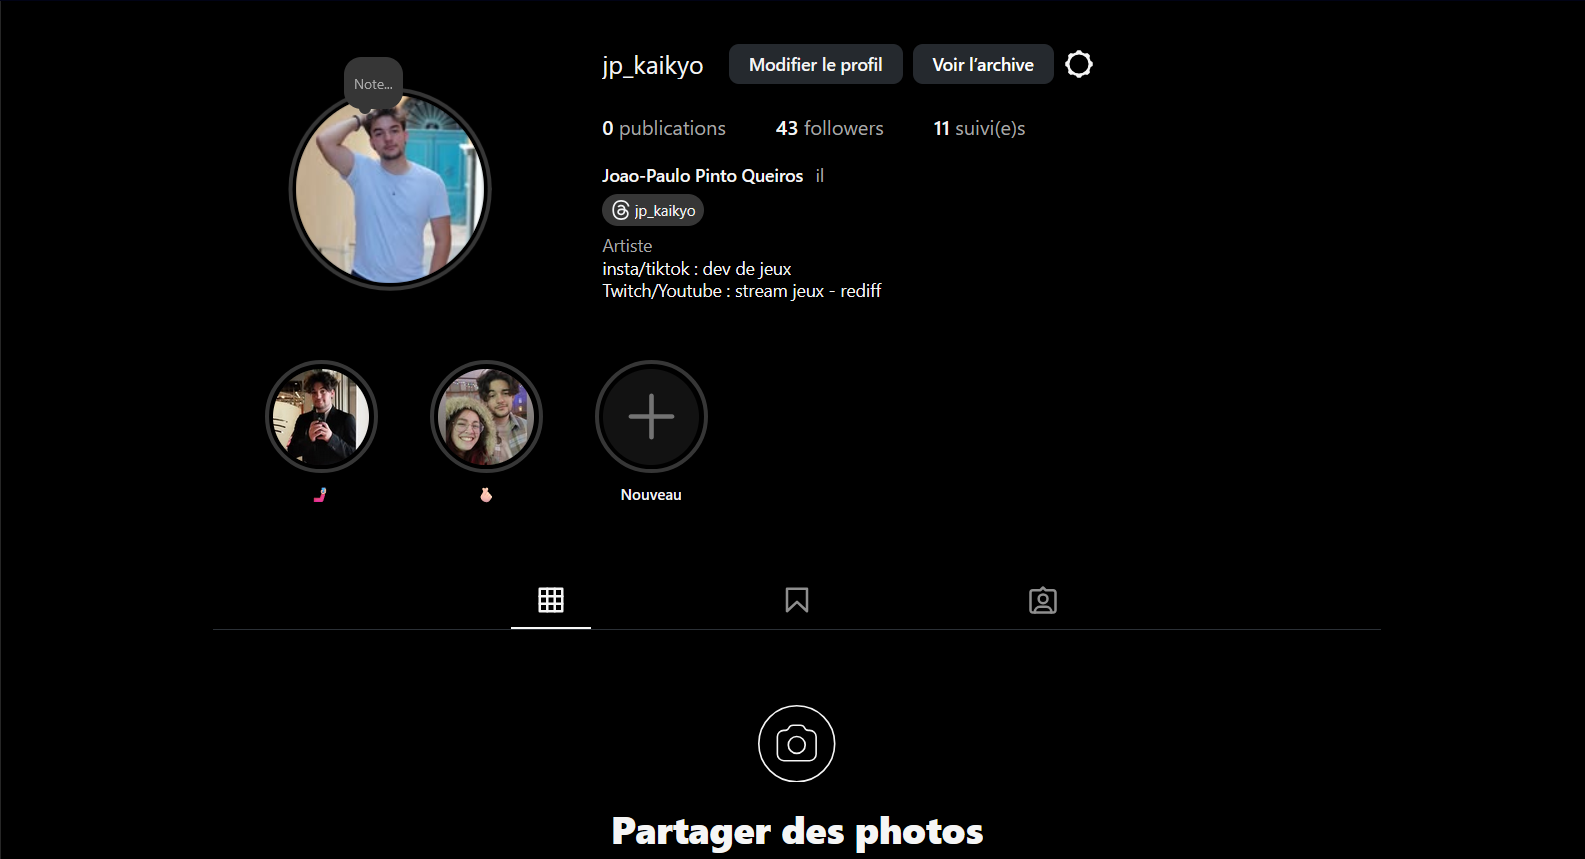 Note...
jp_kaikyo Modifier le profil Voir l’archive
0 publications 43 followers 11 suivi(e)s
Joao-Paulo Pinto Queiros il
jp_kaikyo
Artiste
insta/tiktok : dev de jeux
Twitch/Youtube : stream jeux - rediff
Nouveau
Partager des photos